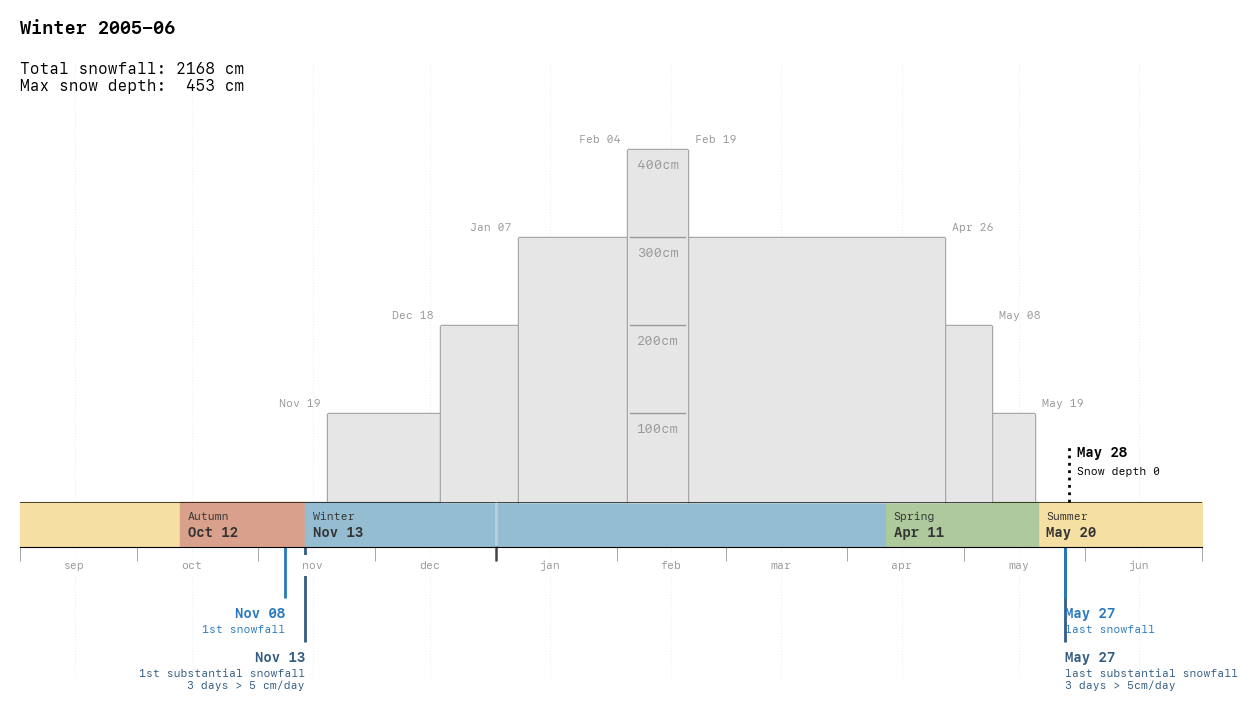 Winter 2005–06
Total snowfall: 2168 cm
Max snow depth: 453 cm
Feb 04
Feb 19
400cm
Jan 07
Apr 26
300cm
Dec 18
May 08
200cm
Nov 19
May 19
100cm
May 28
Snow depth 0
Autumn
Oct 12
Winter
Nov 13
Spring
Apr 11
Summer
May 20
sep oct nov dec jan feb mar apr may jun
Nov 08
1st snowfall
May 27
last snowfall
Nov 13
1st substantial snowfall
3 days > 5 cm/day
May 27
last substantial snowfall
3 days > 5cm/day